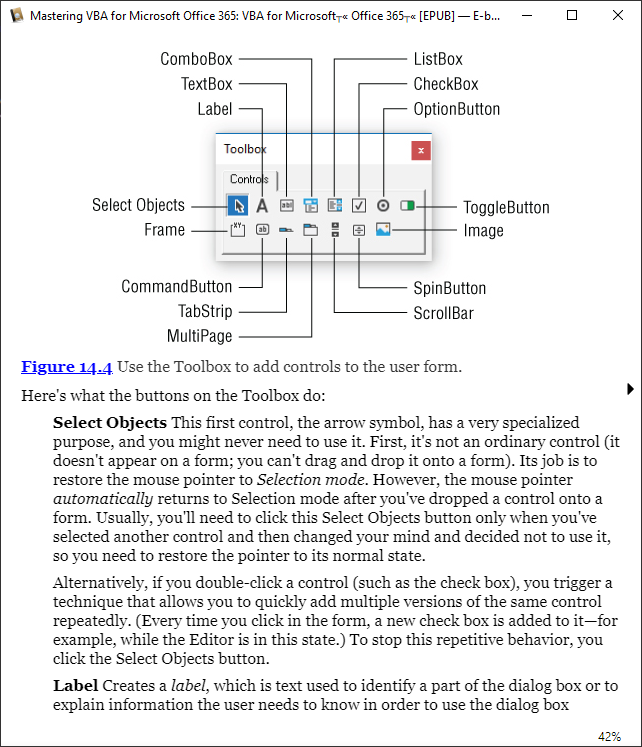 Mastering VBA for Microsoft Office 365: VBA for Microsoft┬« Office 365┬« [EPUB] — E-b...
ComboBox
ListBox
TextBox
CheckBox
Label
OptionButton
Toolbox
x
Controls
Select Objects
A
abl
ToggleButton
Frame
XY
ab
Image
CommandButton
SpinButton
TabStrip
ScrollBar
MultiPage
Figure 14.4 Use the Toolbox to add controls to the user form.
Here's what the buttons on the Toolbox do:
Select Objects This first control, the arrow symbol, has a very specialized
purpose, and you might never need to use it. First, it's not an ordinary control (it
doesn't appear on a form; you can't drag and drop it onto a form). Its job is to
restore the mouse pointer to Selection mode. However, the mouse pointer
automatically returns to Selection mode after you've dropped a control onto a
form. Usually, you'll need to click this Select Objects button only when you've
selected another control and then changed your mind and decided not to use it,
so you need to restore the pointer to its normal state.
Alternatively, if you double-click a control (such as the check box), you trigger a
technique that allows you to quickly add multiple versions of the same control
repeatedly. (Every time you click in the form, a new check box is added to it—for
example, while the Editor is in this state.) To stop this repetitive behavior, you
click the Select Objects button.
Label Creates a label, which is text used to identify a part of the dialog box or to
explain information the user needs to know in order to use the dialog box
42%